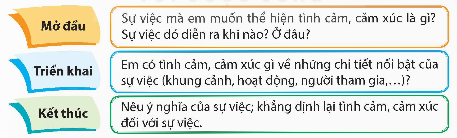 Mở đầu
Sự việc mà em muốn thể hiện tình cảm, cảm xúc là gì?
Sự việc đó diễn ra khi nào? Ở đâu?
Triển khai
Em có tình cảm, cảm xúc gì về những chi tiết nổi bật của
sự việc (khung cảnh, hoạt động, người tham gia,...)?
Kết thúc
Nêu ý nghĩa của sự việc; khẳng định lại tình cảm, cảm xúc
đối với sự việc.